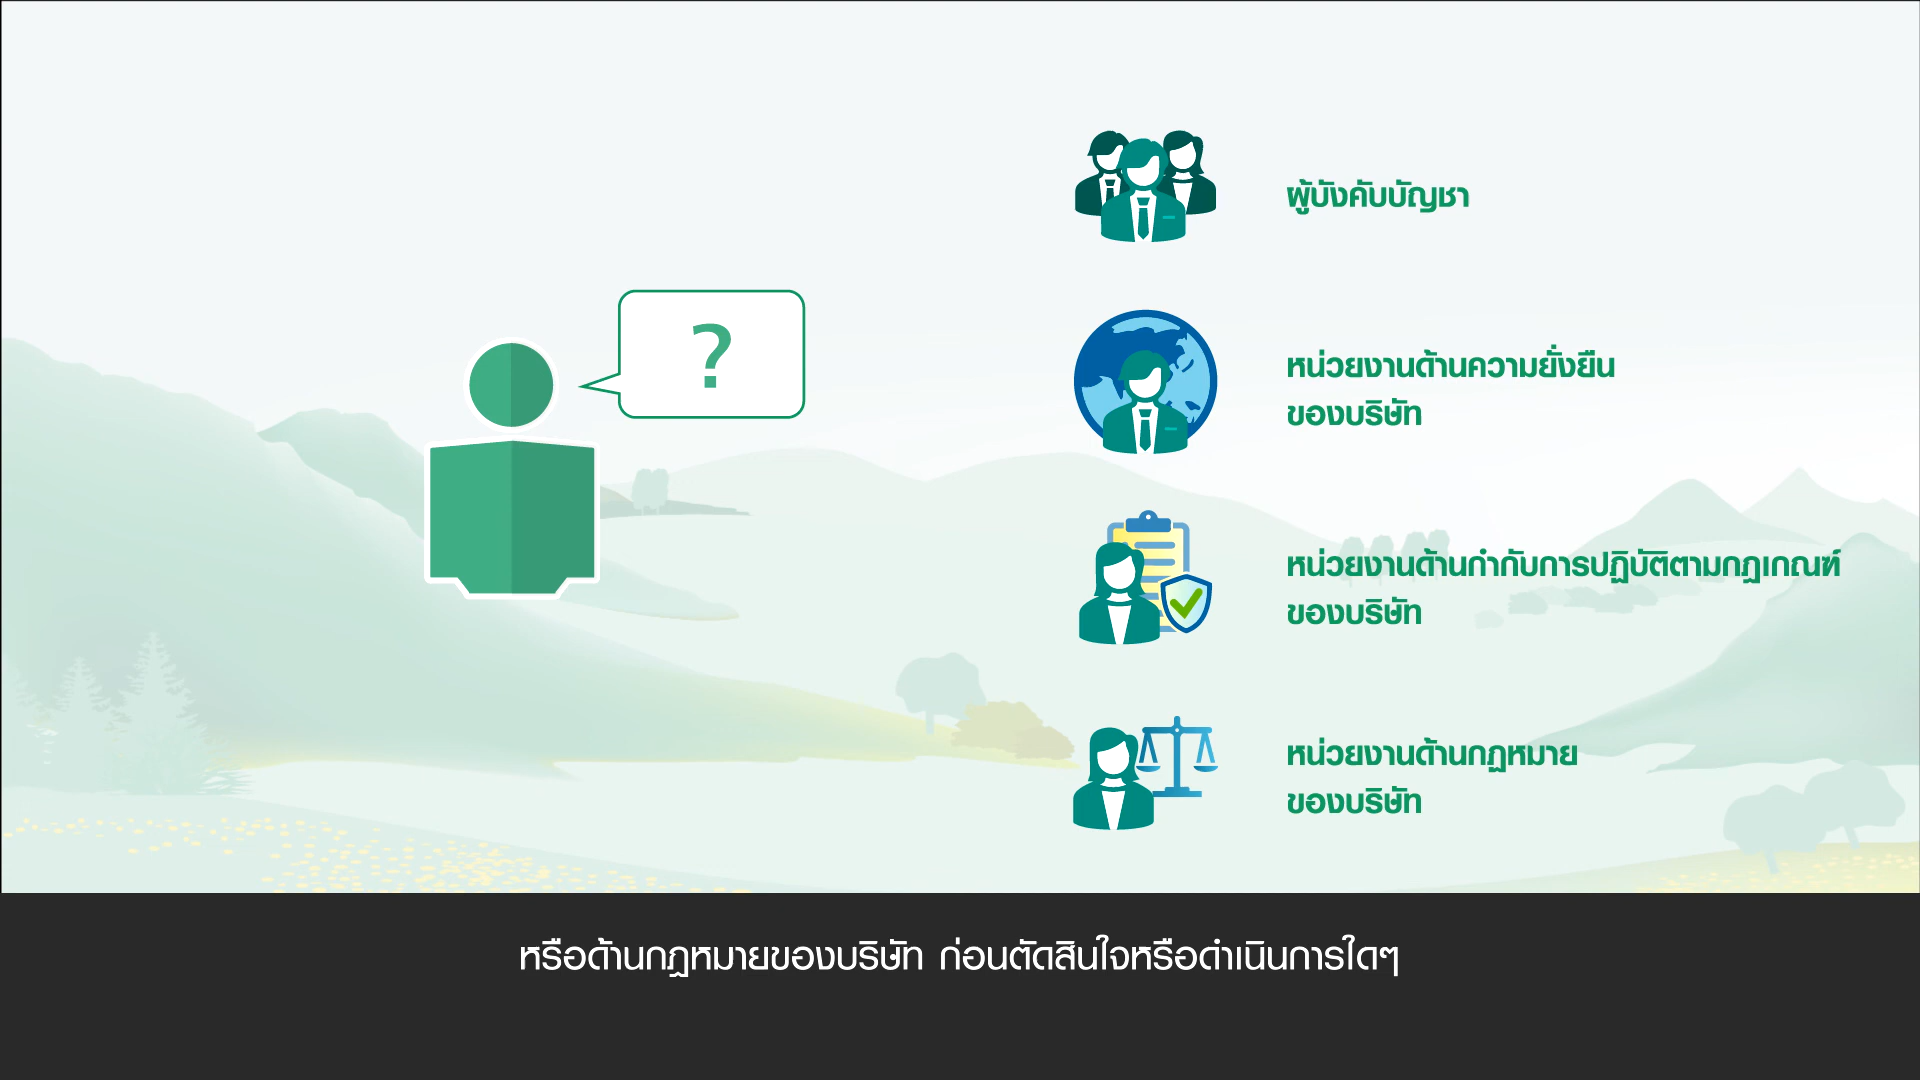 ผู้บังคับบัญชา
?
หน่วยงานด้านความยั่งยืน
ของบริษัท
หน่วยงานด้านกำกับการปฏิบัติตามกฎเกณฑ์
ของบริษัท
หน่วยงานด้านกฎหมาย
ของบริษัท
หรือด้านกฎหมายของบริษัท ก่อนตัดสินใจหรือดำเนินการใดๆ